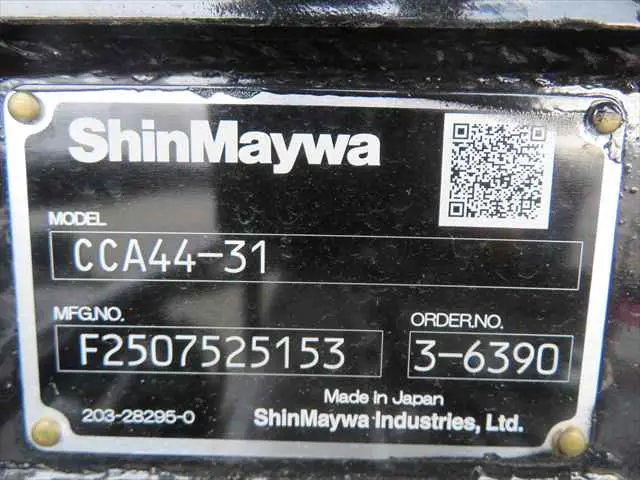 ShinMaywa
MODEL
CCA44-31
MFG.NO.
F2507525153
ORDER.NO.
3-6390
203-28295-0
Made in Japan
ShinMaywa Industries, Ltd.